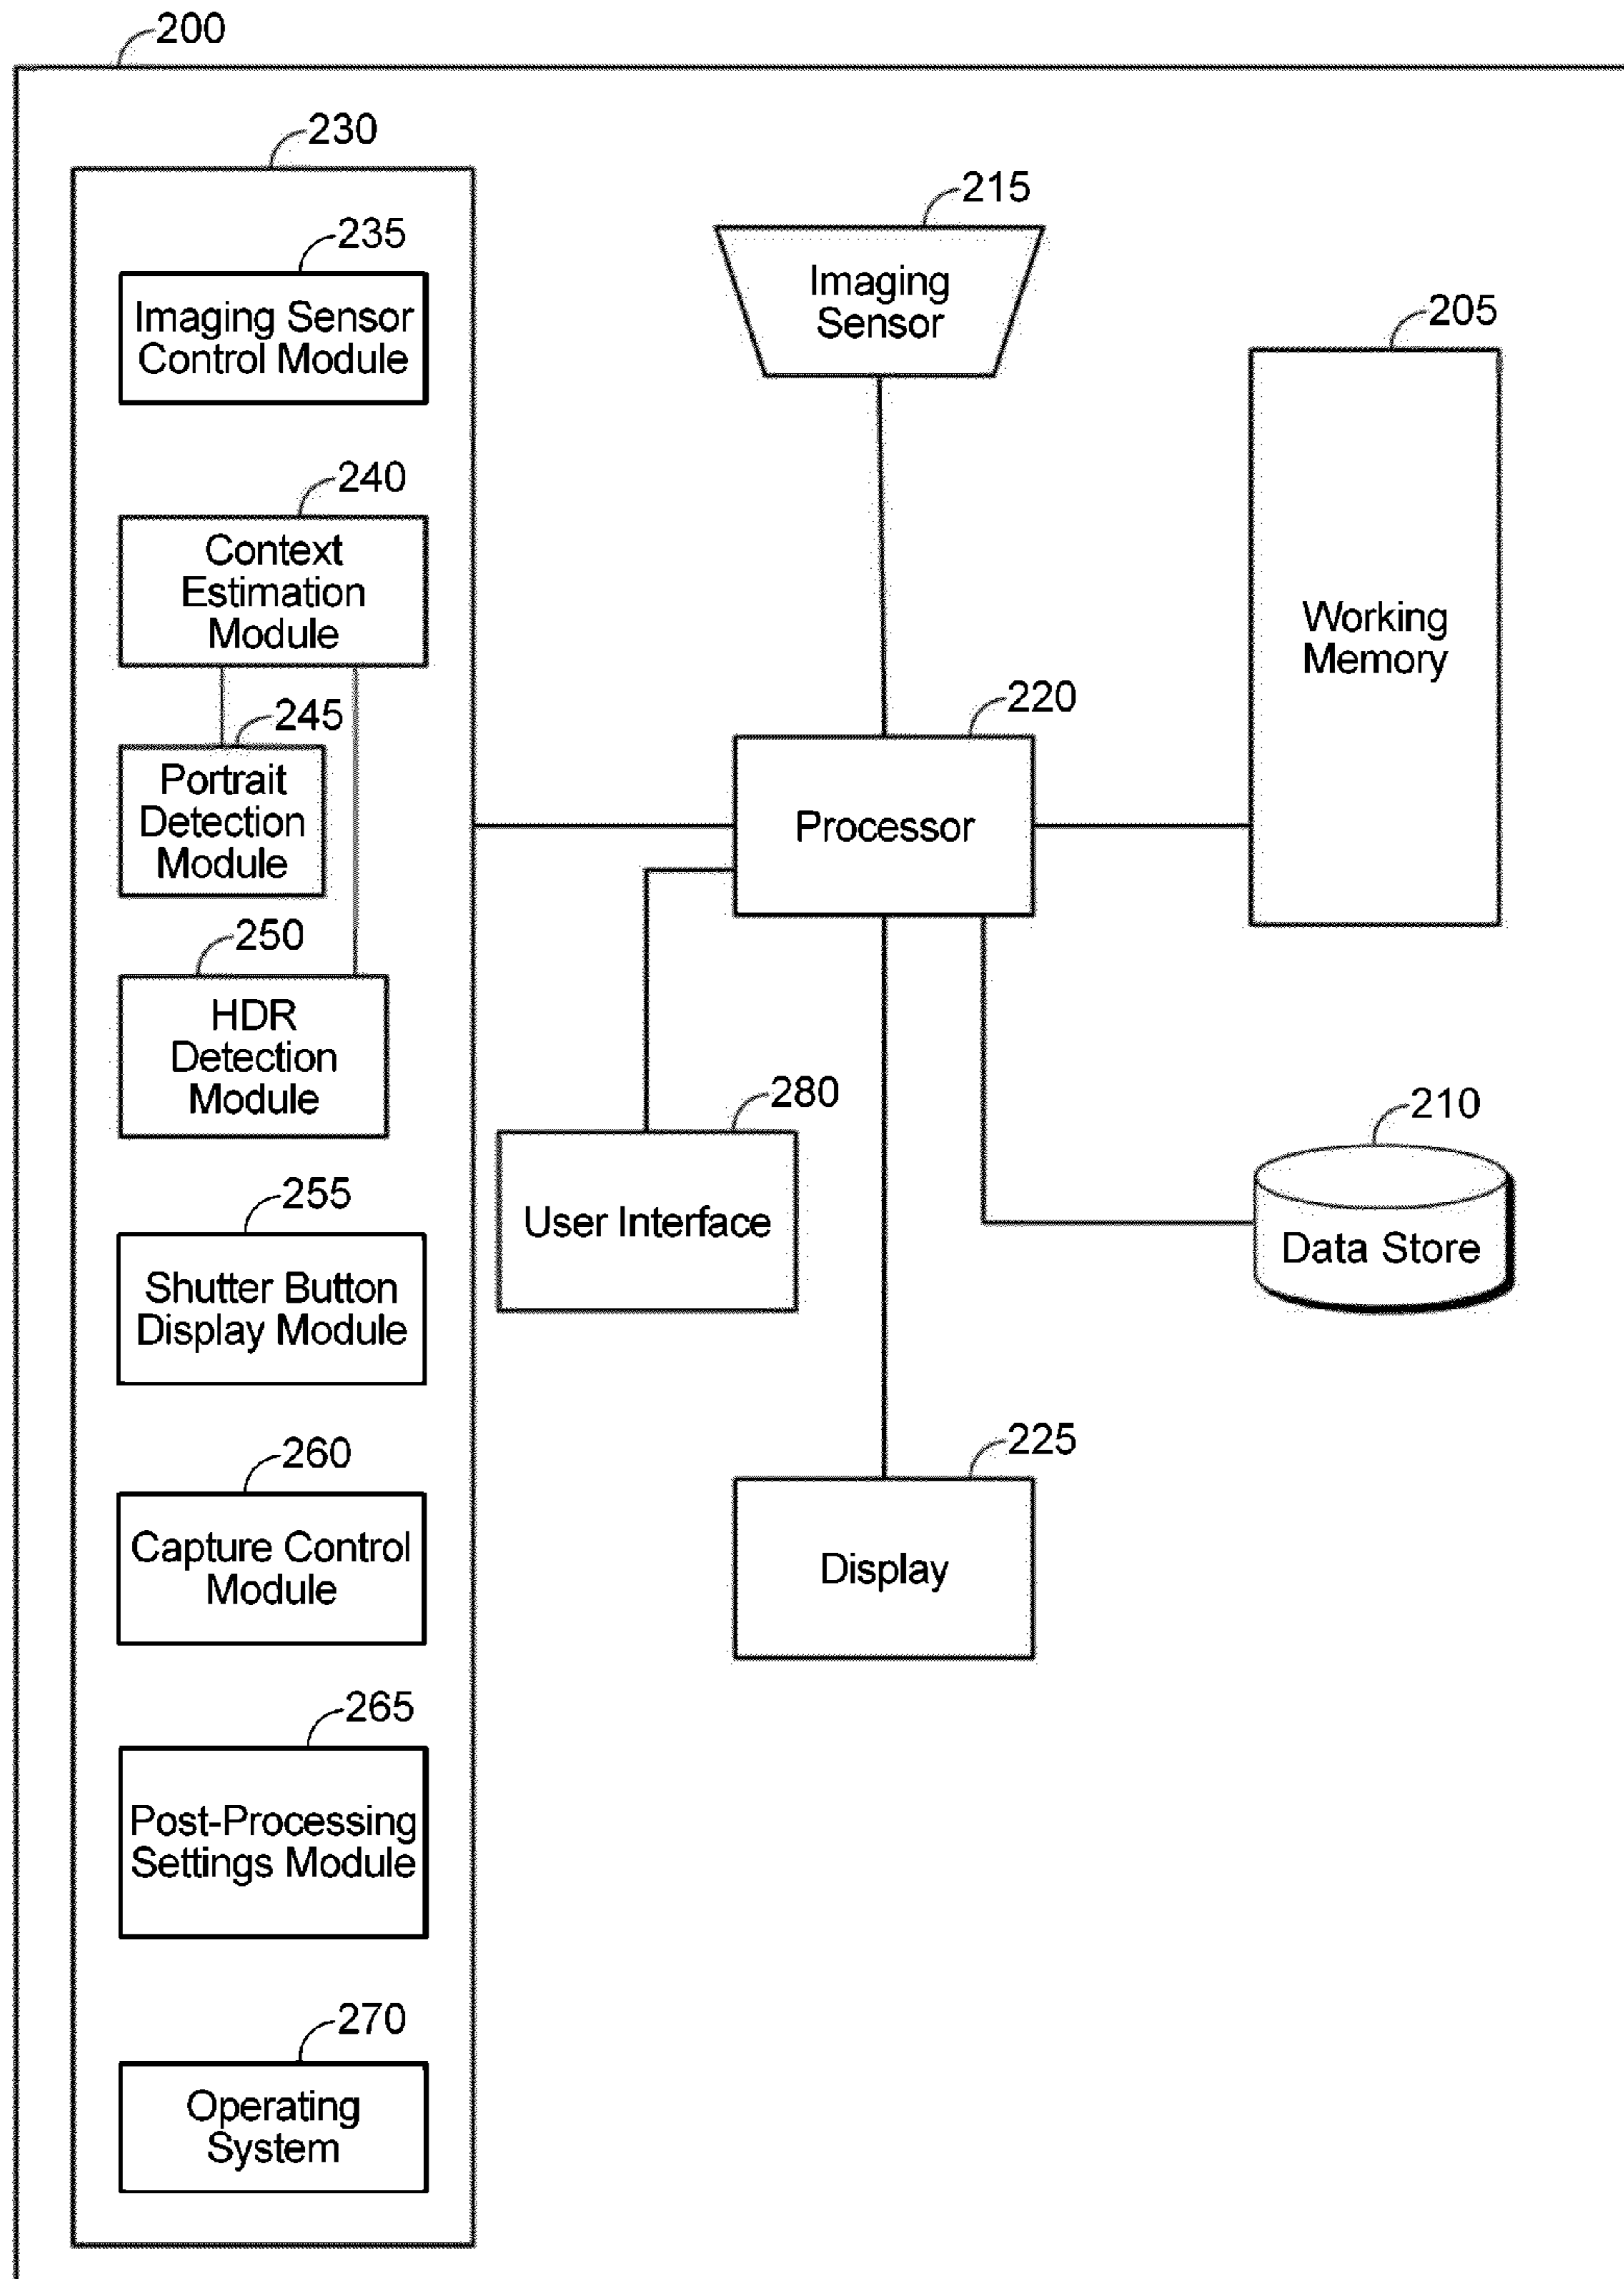 200
230
235
Imaging Sensor
Control Module
240
Context
Estimation
Module
245
Portrait
Detection
Module
250
HDR
Detection
Module
255
Shutter Button
Display Module
260
Capture Control
Module
265
Post-Processing
Settings Module
270
Operating
System
215
Imaging
Sensor
205
Working
Memory
220
Processor
280
User Interface
210
Data Store
225
Display